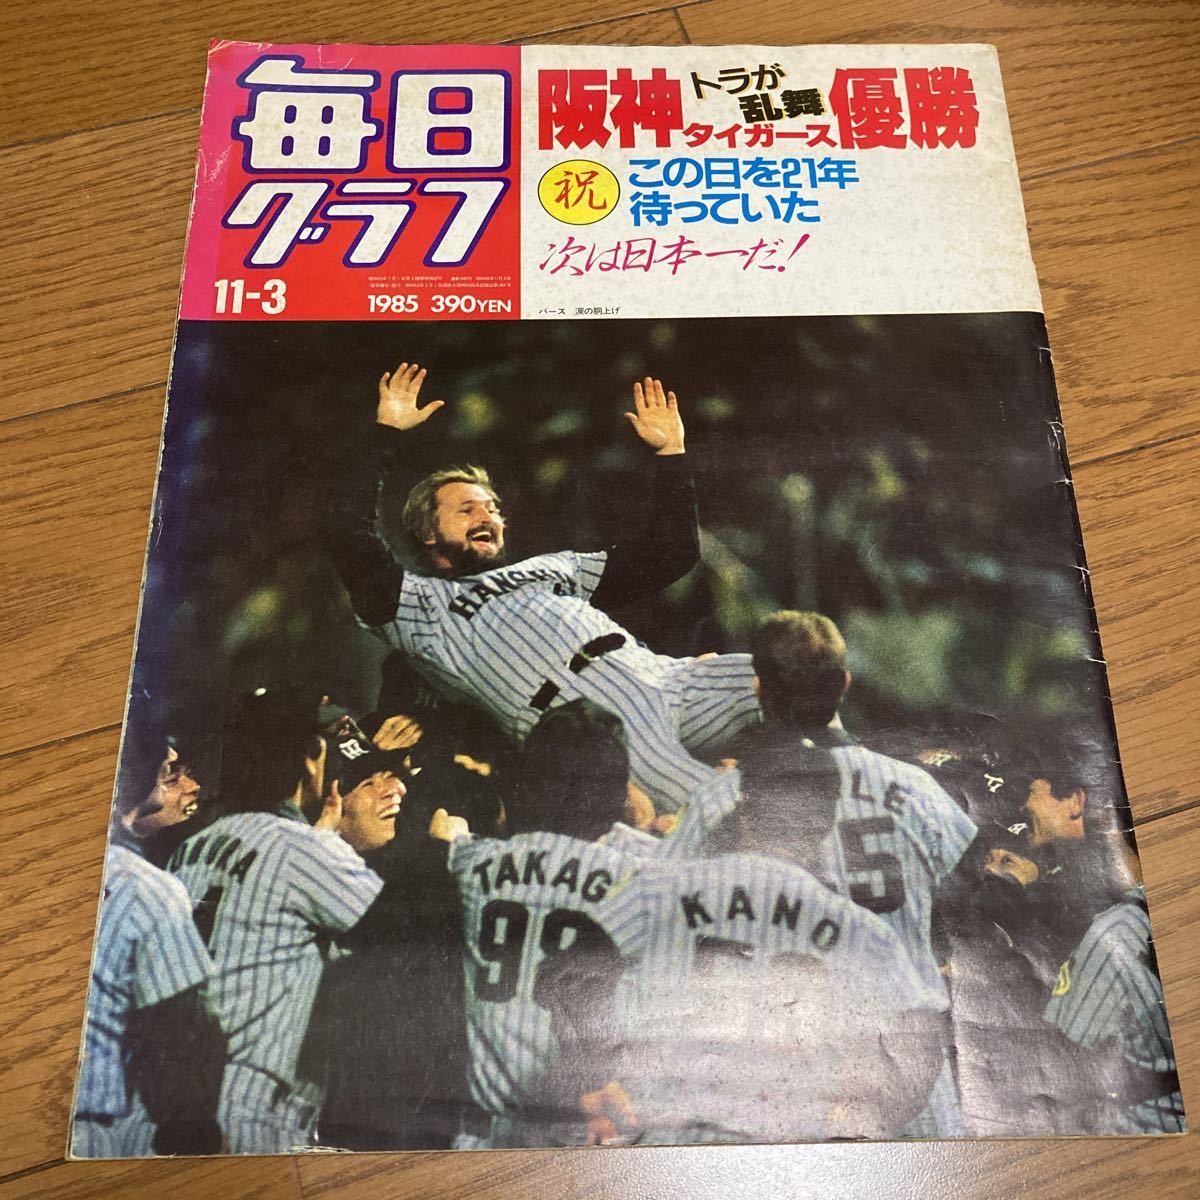 毎日
グラフ
11-3
1985 390YEN
阪神
トラが
乱舞
タイガース
優勝
祝
この日を21年
待っていた
次は日本一だ!
バース 涙の胴上げ
HANSHI
TAKAG
98
KANO
LE
5